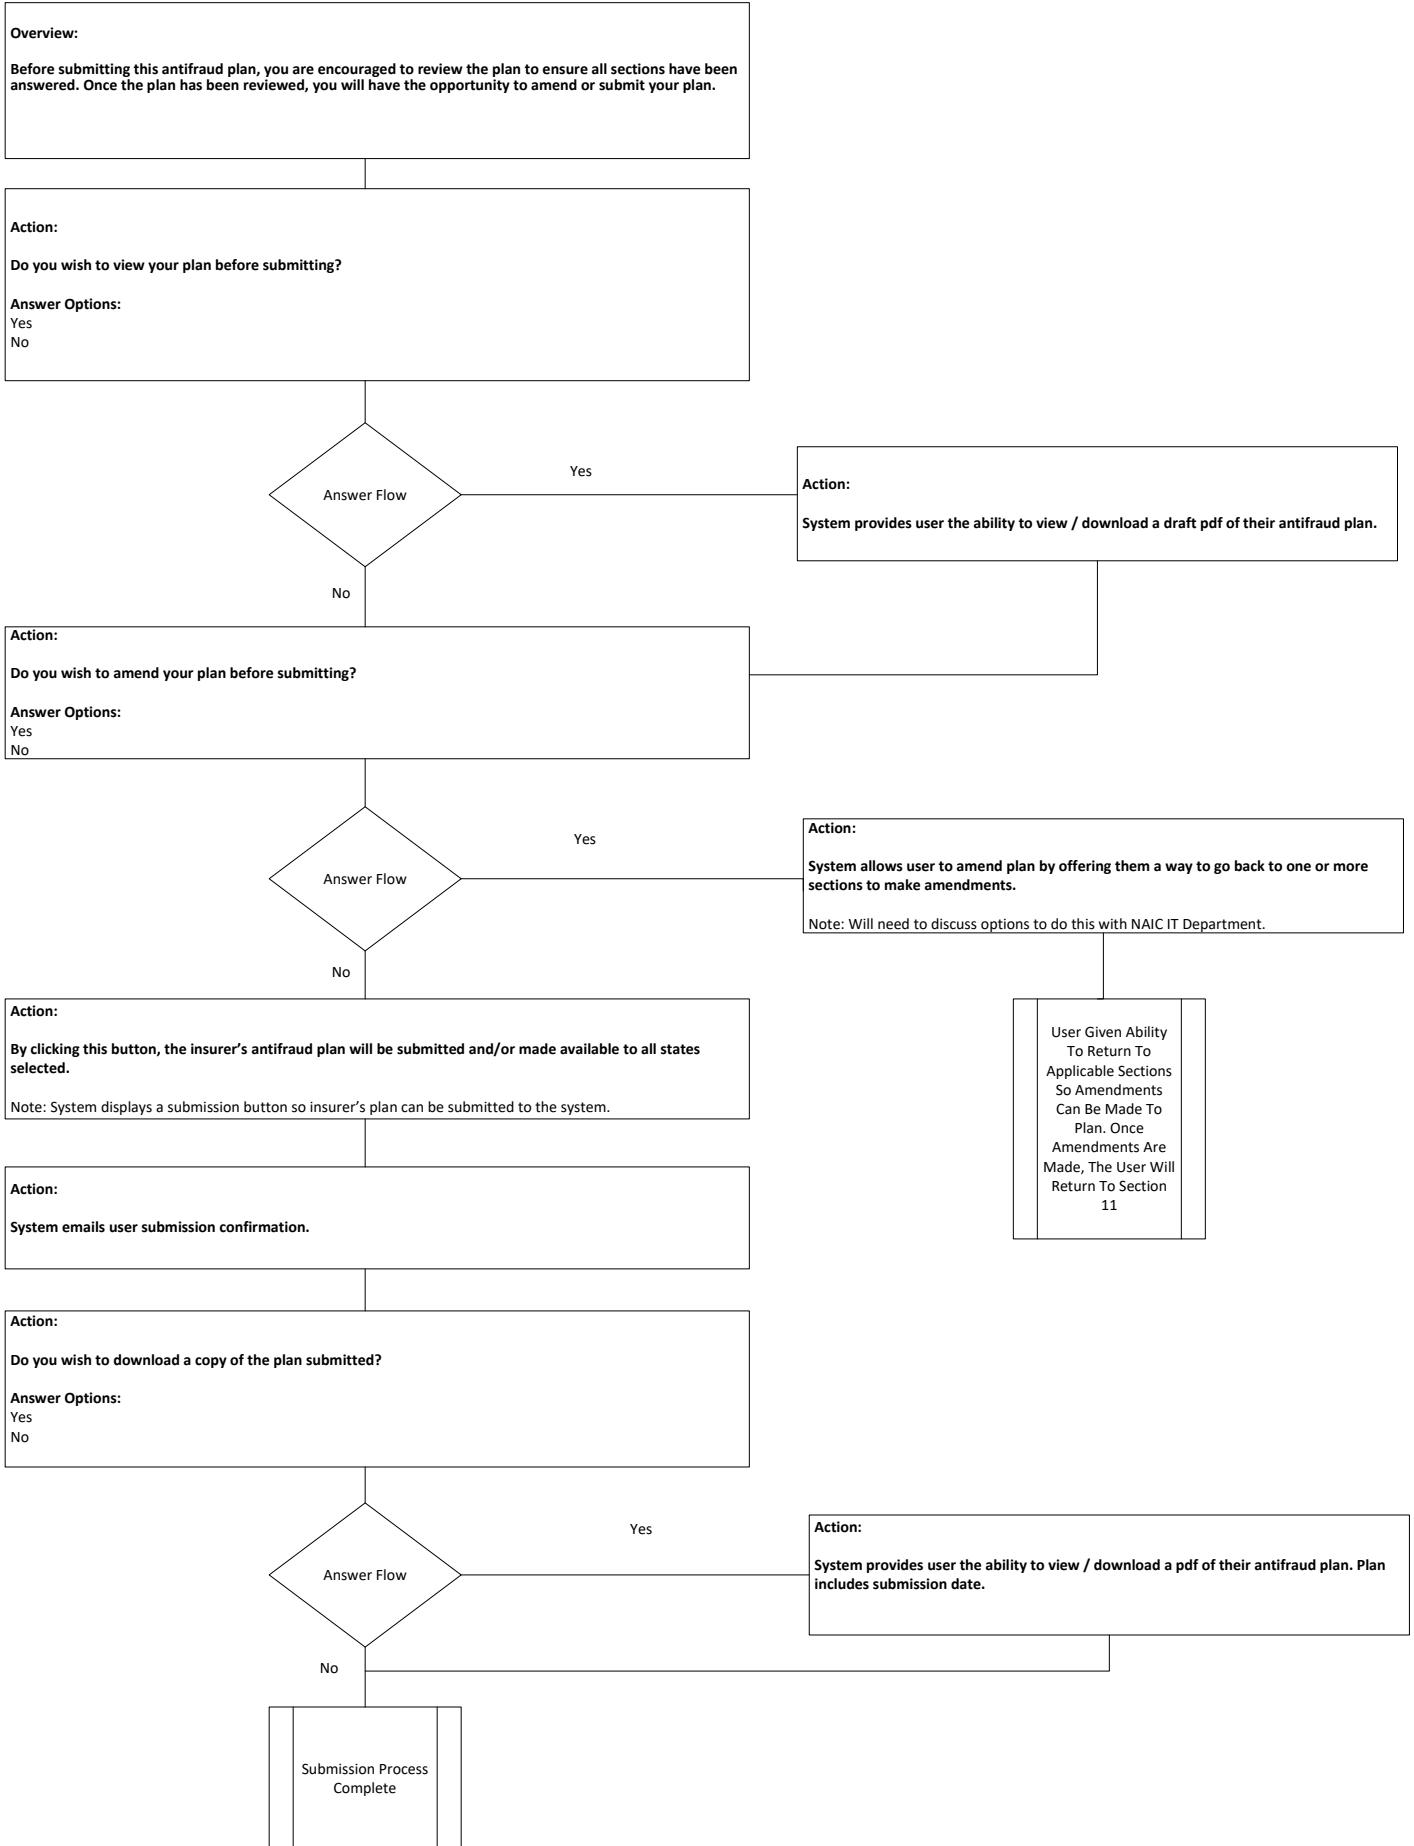 Overview:
Before submitting this antifraud plan, you are encouraged to review the plan to ensure all sections have been
answered. Once the plan has been reviewed, you will have the opportunity to amend or submit your plan.
Action:
Do you wish to view your plan before submitting?
Answer Options:
Yes
No
Answer Flow
Yes
Action:
System provides user the ability to view / download a draft pdf of their antifraud plan.
No
Action:
Do you wish to amend your plan before submitting?
Answer Options:
Yes
No
Answer Flow
Yes
Action:
System allows user to amend plan by offering them a way to go back to one or more
sections to make amendments.
Note: Will need to discuss options to do this with NAIC IT Department.
User Given Ability
To Return To
Applicable Sections
So Amendments
Can Be Made To
Plan. Once
Amendments Are
Made, The User Will
Return To Section
11
No
Action:
By clicking this button, the insurer’s antifraud plan will be submitted and/or made available to all states
selected.
Note: System displays a submission button so insurer’s plan can be submitted to the system.
Action:
System emails user submission confirmation.
Action:
Do you wish to download a copy of the plan submitted?
Answer Options:
Yes
No
Answer Flow
Yes
Action:
System provides user the ability to view / download a pdf of their antifraud plan. Plan
includes submission date.
No
Submission Process
Complete